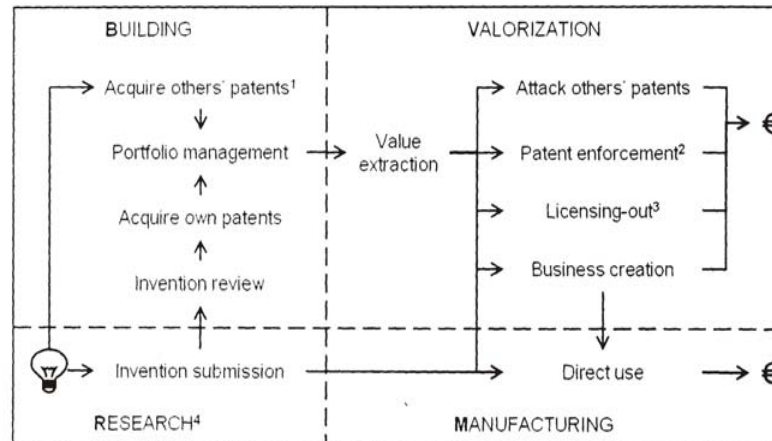 BUILDING
VALORIZATION
Acquire others' patents¹
Attack others' patents
Portfolio management
Value
extraction
Patent enforcement²
Acquire own patents
Licensing-out³
Invention review
Business creation
Invention submission
Direct use
RESEARCH⁴
MANUFACTURING